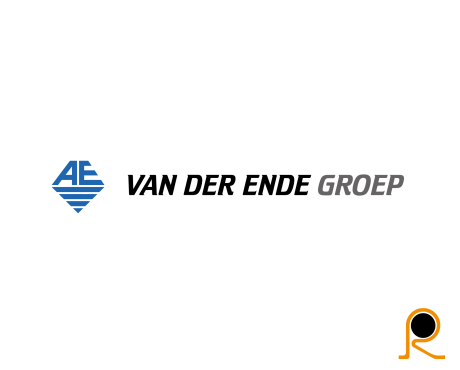 AE VAN DER ENDE GROEP
R